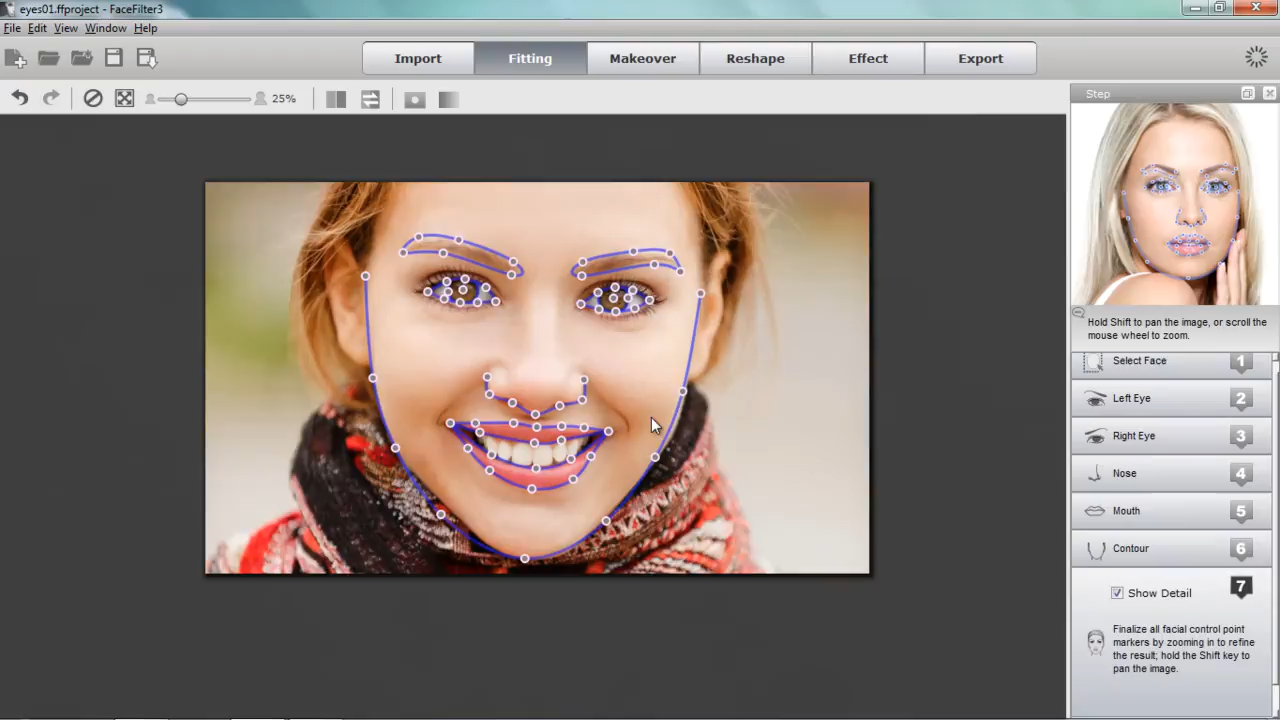 eyes01.ffproject - FaceFilter3
File Edit View Window Help
Import Fitting Makeover Reshape Effect Export
25%
Step
Hold Shift to pan the image, or scroll the
mouse wheel to zoom.
Select Face 1
Left Eye 2
Right Eye 3
Nose 4
Mouth 5
Contour 6
Show Detail 7
Finalize all facial control point
markers by zooming in to refine
the result; hold the Shift key to
pan the image.